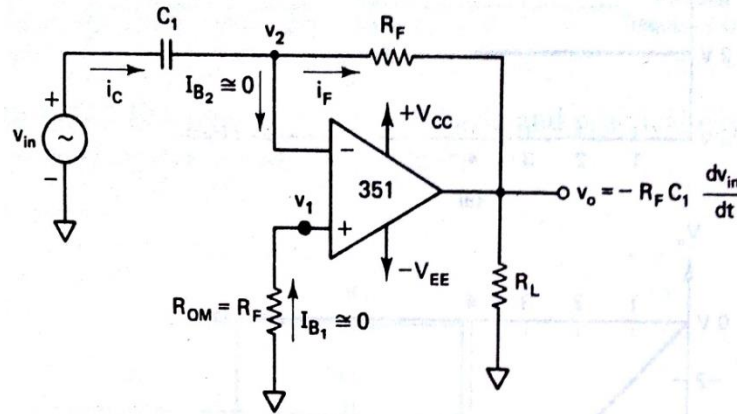 C₁
v₂
R_F
i_C
I_B₂ ≅ 0
i_F
+
v_in
~
−
+V_CC
−
351
v₁
+
v_o = − R_F C₁ dv_in/dt
−V_EE
R_L
R_OM = R_F
I_B₁ ≅ 0